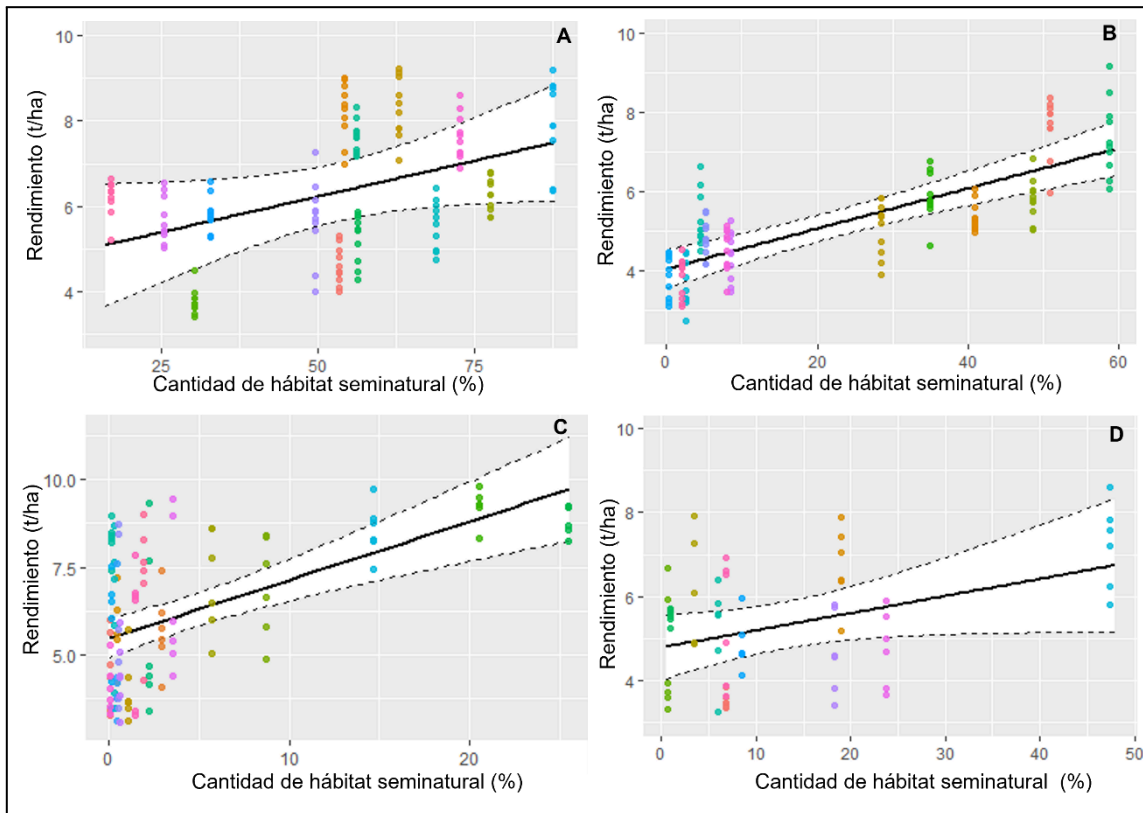 A
Rendimiento (t/ha)
10
8
6
4
25
50
75
Cantidad de hábitat seminatural (%)
B
Rendimiento (t/ha)
10
8
6
4
0
20
40
60
Cantidad de hábitat seminatural (%)
C
Rendimiento (t/ha)
10.0
7.5
5.0
0
10
20
Cantidad de hábitat seminatural (%)
D
Rendimiento (t/ha)
10
8
6
4
0
10
20
30
40
50
Cantidad de hábitat seminatural (%)